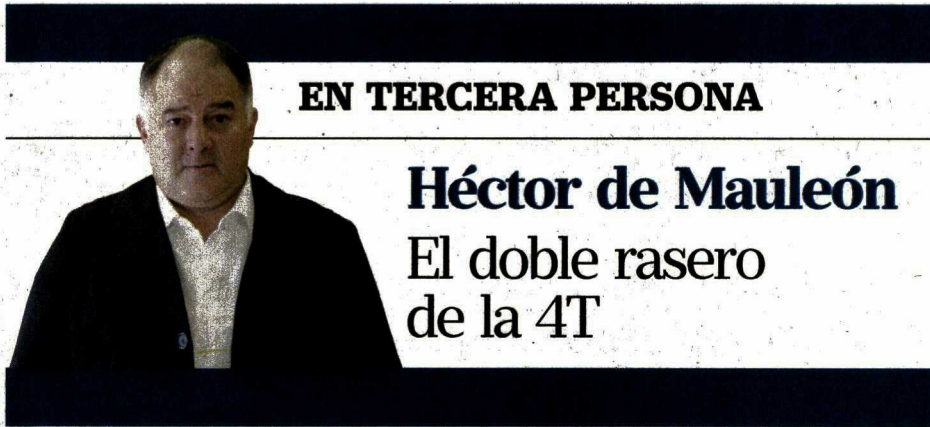 EN TERCERA PERSONA
Héctor de Mauleón
El doble rasero
de la 4T